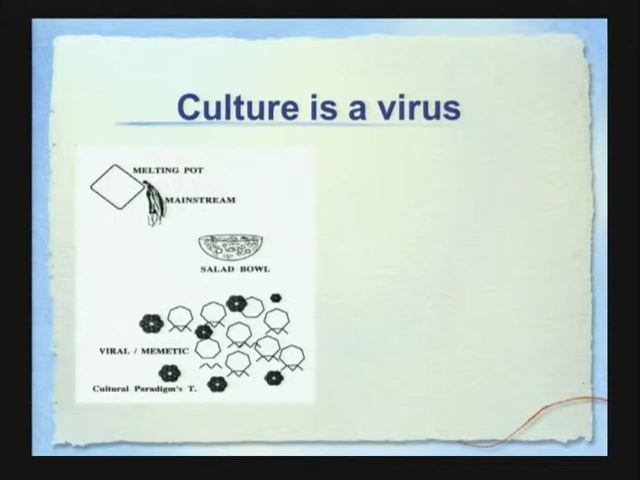 Culture is a virus
MELTING POT
MAINSTREAM
SALAD BOWL
VIRAL / MEMETIC
Cultural Paradigm's T.